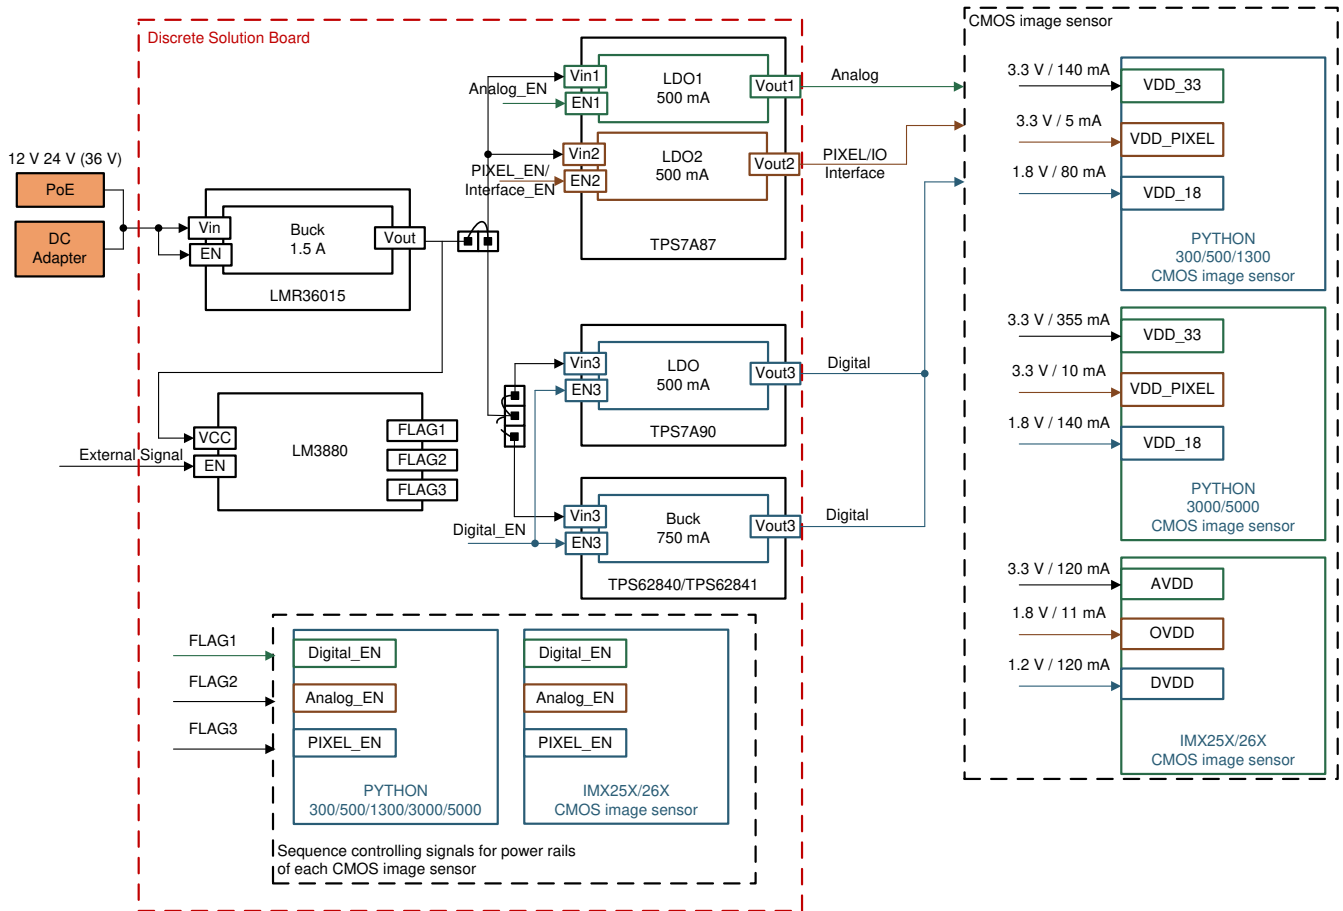 Discrete Solution Board
12 V 24 V (36 V)
PoE
DC
Adapter
Vin
EN
Buck
1.5 A
Vout
LMR36015
Analog_EN
PIXEL_EN/
Interface_EN
Vin1
EN1
LDO1
500 mA
Vout1
Vin2
EN2
LDO2
500 mA
Vout2
TPS7A87
Analog
PIXEL/IO
Interface
External Signal
VCC
EN
LM3880
FLAG1
FLAG2
FLAG3
Vin3
EN3
LDO
500 mA
Vout3
TPS7A90
Digital
Digital_EN
Vin3
EN3
Buck
750 mA
Vout3
TPS62840/TPS62841
Digital
FLAG1
FLAG2
FLAG3
Digital_EN
Analog_EN
PIXEL_EN
PYTHON
300/500/1300/3000/5000
Digital_EN
Analog_EN
PIXEL_EN
IMX25X/26X
CMOS image sensor
Sequence controlling signals for power rails
of each CMOS image sensor
CMOS image sensor
3.3 V / 140 mA
VDD_33
3.3 V / 5 mA
VDD_PIXEL
1.8 V / 80 mA
VDD_18
PYTHON
300/500/1300
CMOS image sensor
3.3 V / 355 mA
VDD_33
3.3 V / 10 mA
VDD_PIXEL
1.8 V / 140 mA
VDD_18
PYTHON
3000/5000
CMOS image sensor
3.3 V / 120 mA
AVDD
1.8 V / 11 mA
OVDD
1.2 V / 120 mA
DVDD
IMX25X/26X
CMOS image sensor